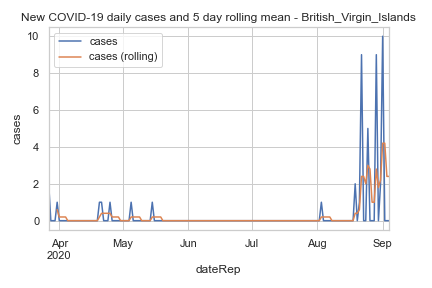 New COVID-19 daily cases and 5 day rolling mean - British_Virgin_Islands
cases
cases (rolling)
10
8
6
4
2
0
cases
Apr May Jun Jul Aug Sep
2020
dateRep